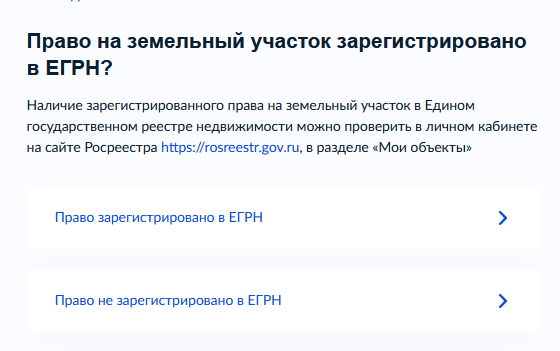 Право на земельный участок зарегистрировано
в ЕГРН?
Наличие зарегистрированного права на земельный участок в Едином
государственном реестре недвижимости можно проверить в личном кабинете
на сайте Росреестра https://rosreestr.gov.ru, в разделе «Мои объекты»
Право зарегистрировано в ЕГРН
Право не зарегистрировано в ЕГРН